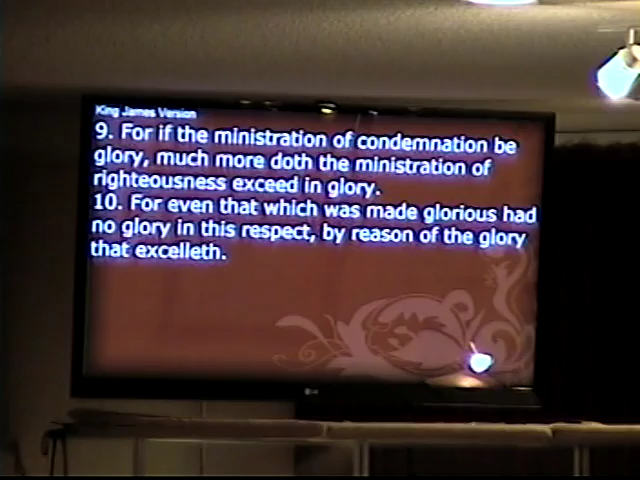 King James Version
9. For if the ministration of condemnation be
glory, much more doth the ministration of
righteousness exceed in glory.
10. For even that which was made glorious had
no glory in this respect, by reason of the glory
that excelleth.
LG